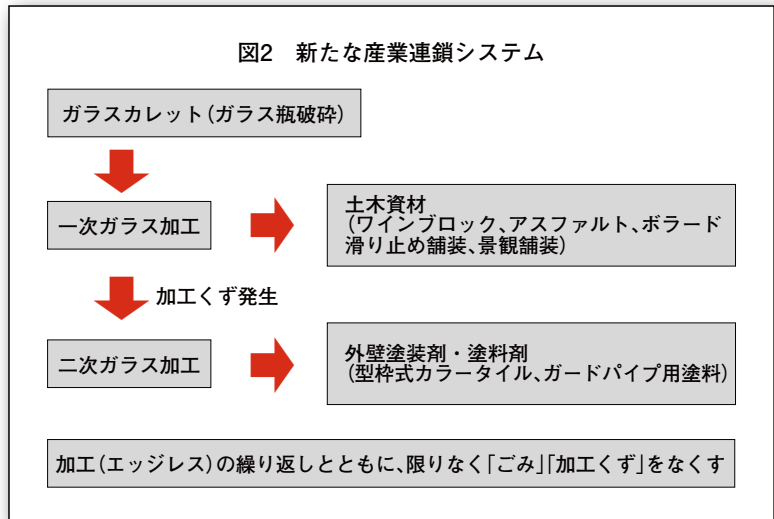 図2　新たな産業連鎖システム
ガラスカレット(ガラス瓶破砕)
一次ガラス加工
土木資材
(ワインブロック、アスファルト、ボラード
滑り止め舗装、景観舗装)
加工くず発生
二次ガラス加工
外壁塗装剤・塗料剤
(型枠式カラータイル、ガードパイプ用塗料)
加工(エッジレス)の繰り返しとともに、限りなく「ごみ」「加工くず」をなくす